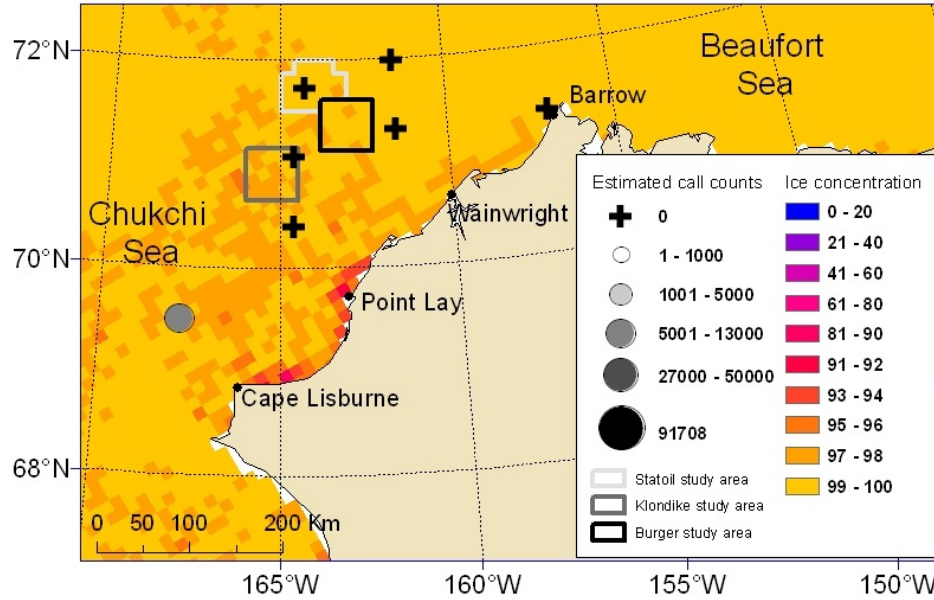 72°N
Beaufort
Sea
Barrow
Estimated call counts
0
1 - 1000
1001 - 5000
5001 - 13000
27000 - 50000
91708
Statoil study area
Klondike study area
Burger study area
Ice concentration
0 - 20
21 - 40
41 - 60
61 - 80
81 - 90
91 - 92
93 - 94
95 - 96
97 - 98
99 - 100
Wainwright
Chukchi
Sea
70°N
Point Lay
Cape Lisburne
68°N
0 50 100 200 Km
165°W 160°W 155°W 150°W